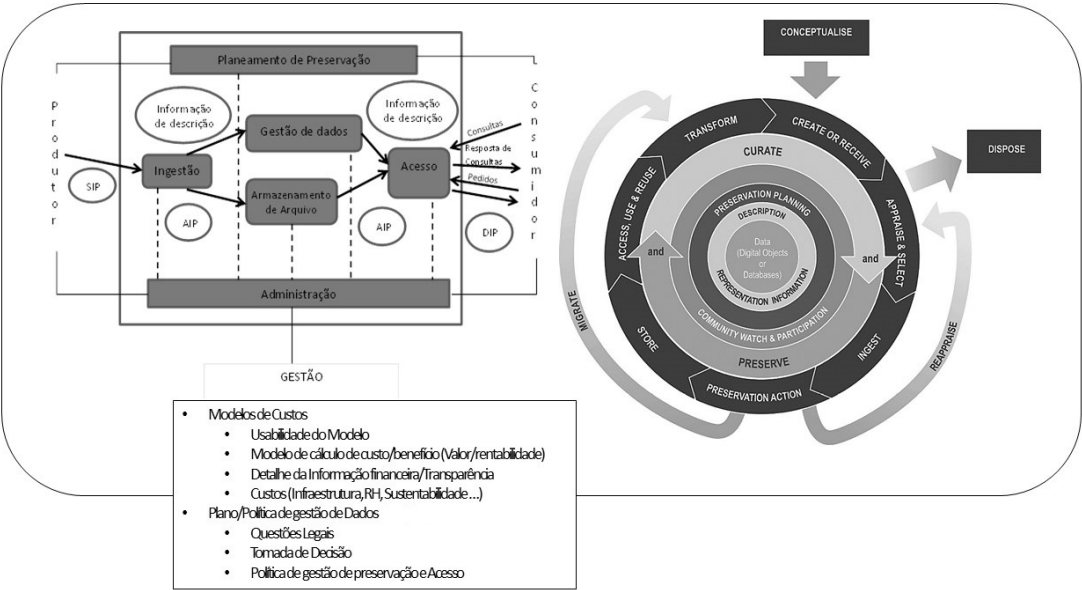 Planeamento de Preservação
Produtor
L Consumidor
Informação
de descrição
Informação
de descrição
Gestão de dados
Ingestão
Acesso
Consultas
Resposta de
Consultas
Pedidos
SIP
Armazenamento
de Arquivo
AIP
AIP
DIP
Administração
GESTÃO
• Modelos de Custos
• Usabilidade do Modelo
• Modelo de cálculo de custo/benefício (Valor/rentabilidade)
• Detalhe da Informação financeira/Transparência
• Custos (Infraestrutura, RH, Sustentabilidade ...)
• Plano/Política de gestão de Dados
• Questões Legais
• Tomada de Decisão
• Política de gestão de preservação e Acesso
CONCEPTUALISE
DISPOSE
TRANSFORM
CREATE OR RECEIVE
APPRAISE & SELECT
INGEST
PRESERVATION ACTION
STORE
ACCESS, USE & REUSE
MIGRATE
REAPPRAISE
CURATE
and
and
PRESERVE
PRESERVATION PLANNING
COMMUNITY WATCH & PARTICIPATION
DESCRIPTION
REPRESENTATION INFORMATION
Data
(Digital Objects
or
Databases)